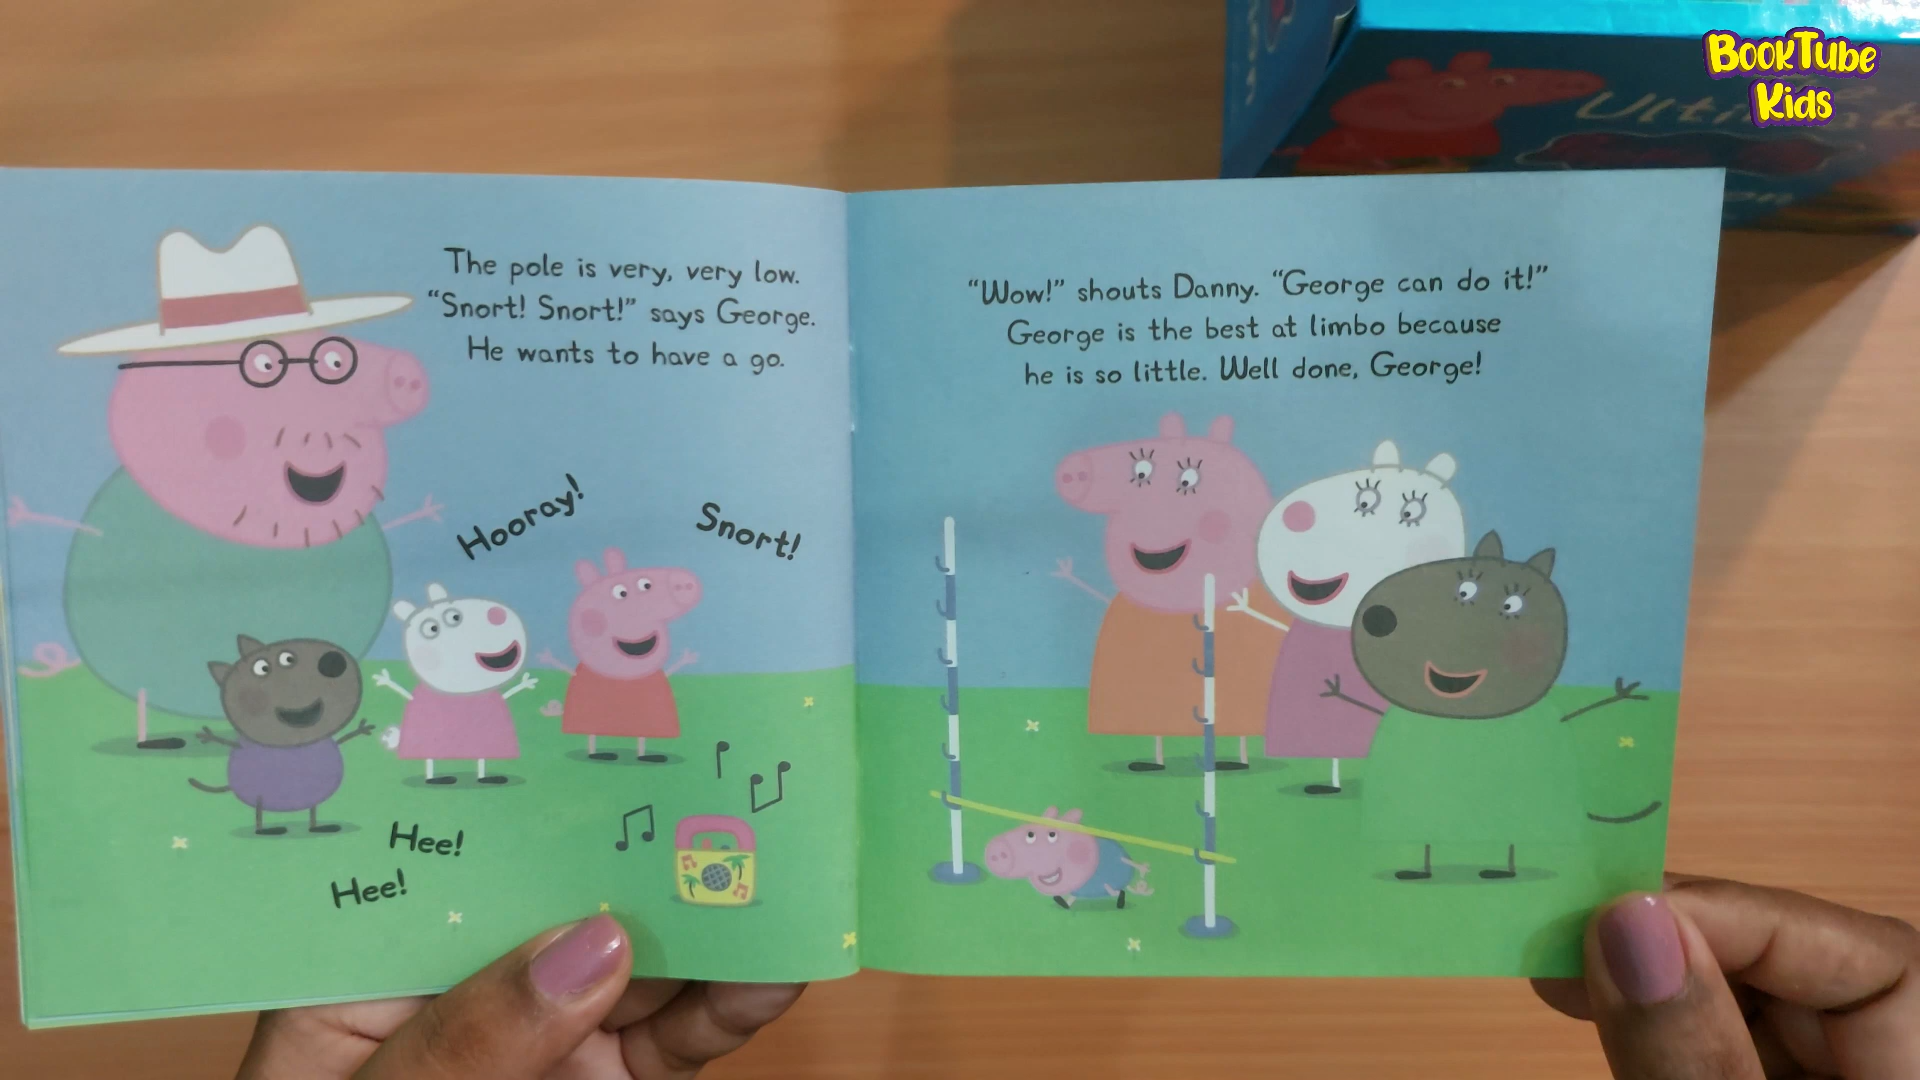 BookTube
Kids
Ultimate
The pole is very, very low.
“Snort! Snort!” says George.
He wants to have a go.
Hooray!
Snort!
Hee!
Hee!
“Wow!” shouts Danny. “George can do it!”
George is the best at limbo because
he is so little. Well done, George!